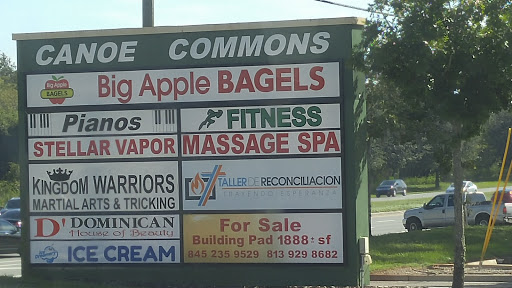 CANOE COMMONS
Big Apple
BAGELS
Big Apple BAGELS
Pianos
FITNESS
STELLAR VAPOR
MASSAGE SPA
KINGDOM WARRIORS
MARTIAL ARTS & TRICKING
TALLER DE RECONCILIACION
TRAYENDO ESPERANZA
D' DOMINICAN
House of Beauty
ICE CREAM
For Sale
Building Pad 1888± sf
845 235 9529 813 929 8682